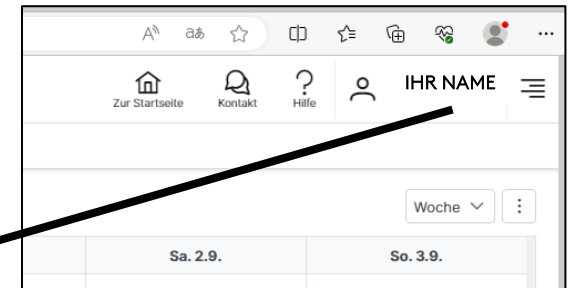 A aあ
Zur Startseite Kontakt Hilfe IHR NAME
Woche
Sa. 2.9. So. 3.9.